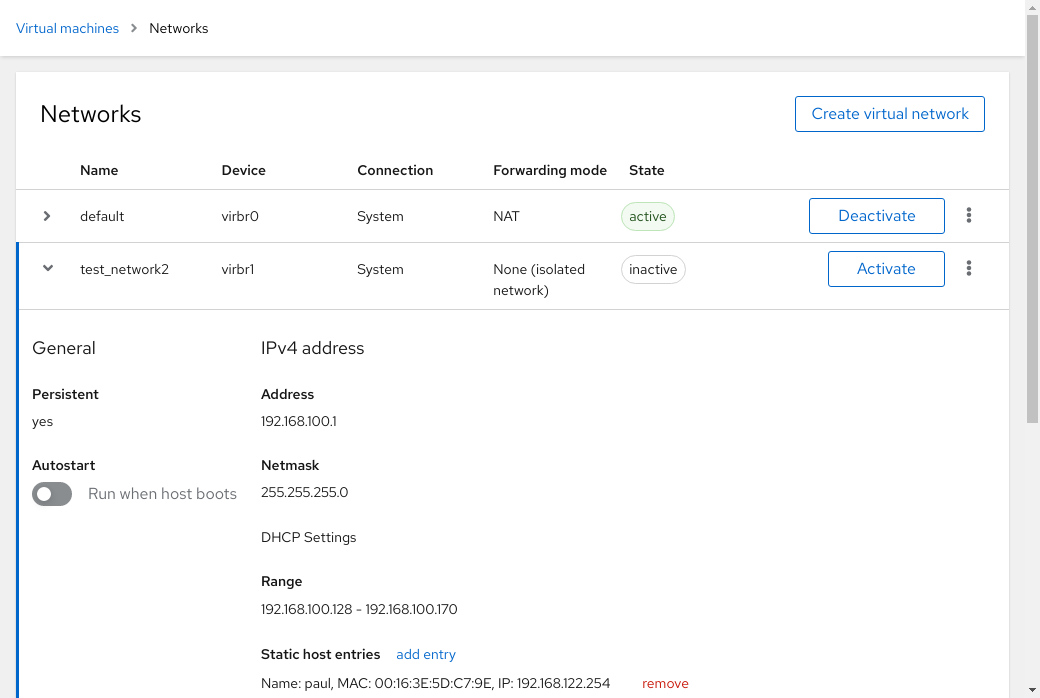 Virtual machines > Networks
Networks
Create virtual network
Name Device Connection Forwarding mode State
default virbr0 System NAT active Deactivate
test_network2 virbr1 System None (isolated network) inactive Activate
General
Persistent
yes
Autostart
Run when host boots
IPv4 address
Address
192.168.100.1
Netmask
255.255.255.0
DHCP Settings
Range
192.168.100.128 - 192.168.100.170
Static host entries add entry
Name: paul, MAC: 00:16:3E:5D:C7:9E, IP: 192.168.122.254 remove